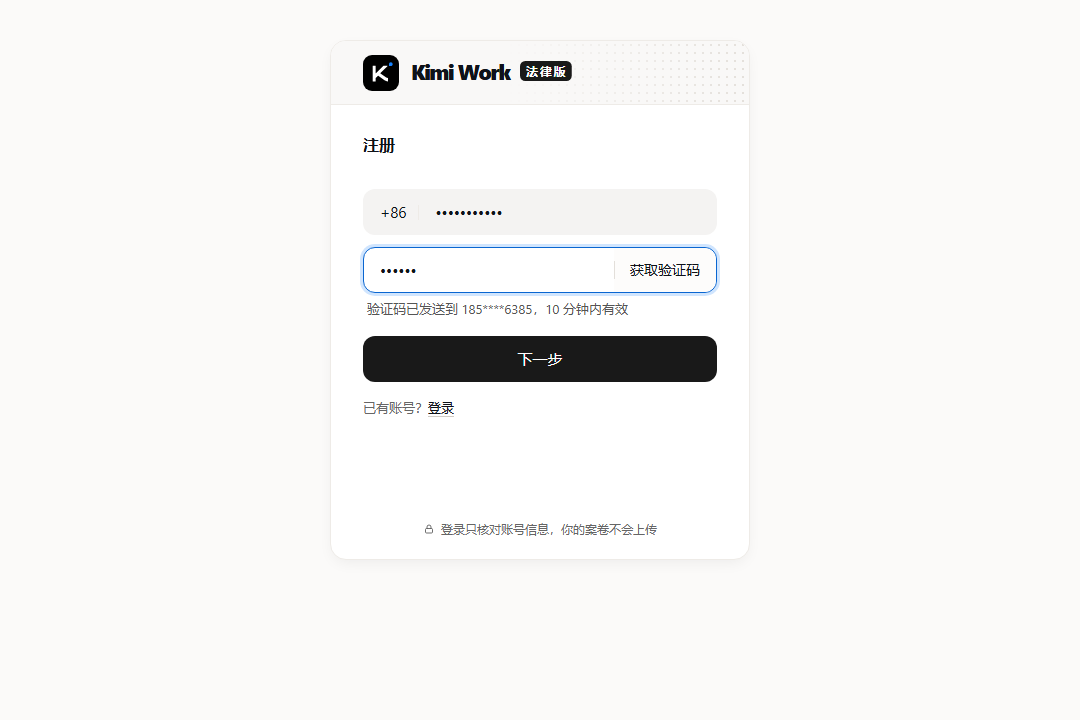 Kimi Work 法律版
注册
+86 •••••••••••
•••••• 获取验证码
验证码已发送到 185****6385，10 分钟内有效
下一步
已有账号？登录
登录只核对账号信息，你的案卷不会上传